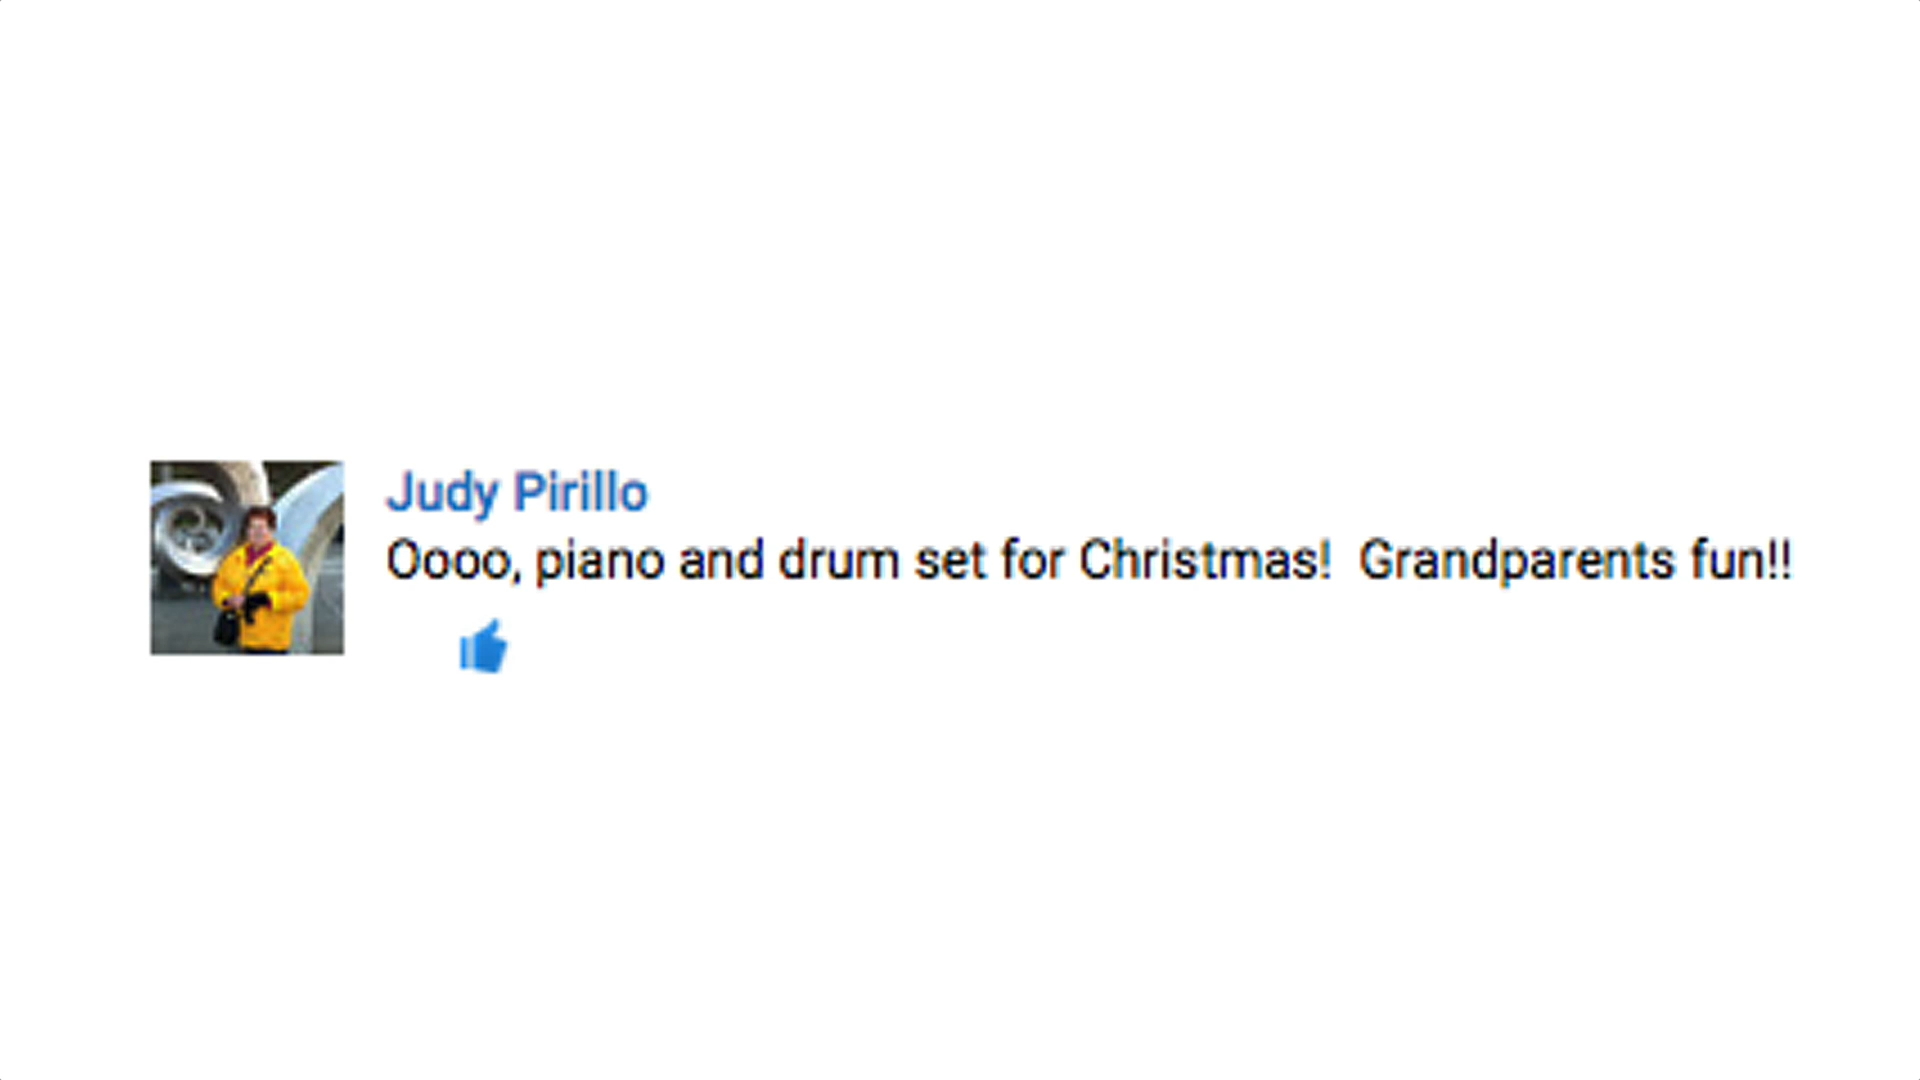 Judy Pirillo
Oooo, piano and drum set for Christmas!  Grandparents fun!!